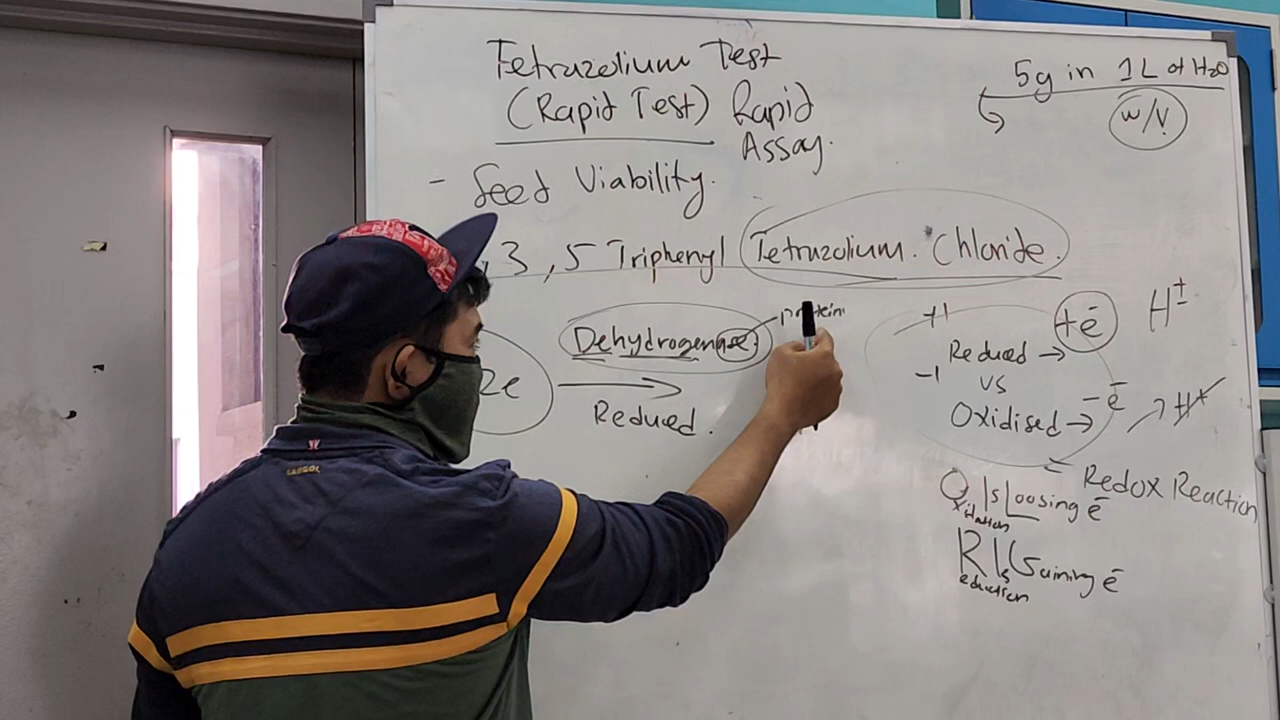 Tetrazolium Test
(Rapid Test) Rapid
Assay.
5g in 1L of H2O
w/v
- Seed Viability.
,3,5 Triphenyl Tetrazolium. Chloride.
Dehydrogenase
protein
Reduced.
+1
Reduced → +e̅
-1
vs
Oxidised → -e̅
H+
H+
Redox Reaction
Oxidation Is Loosing e̅
Reduction Is Gaining e̅